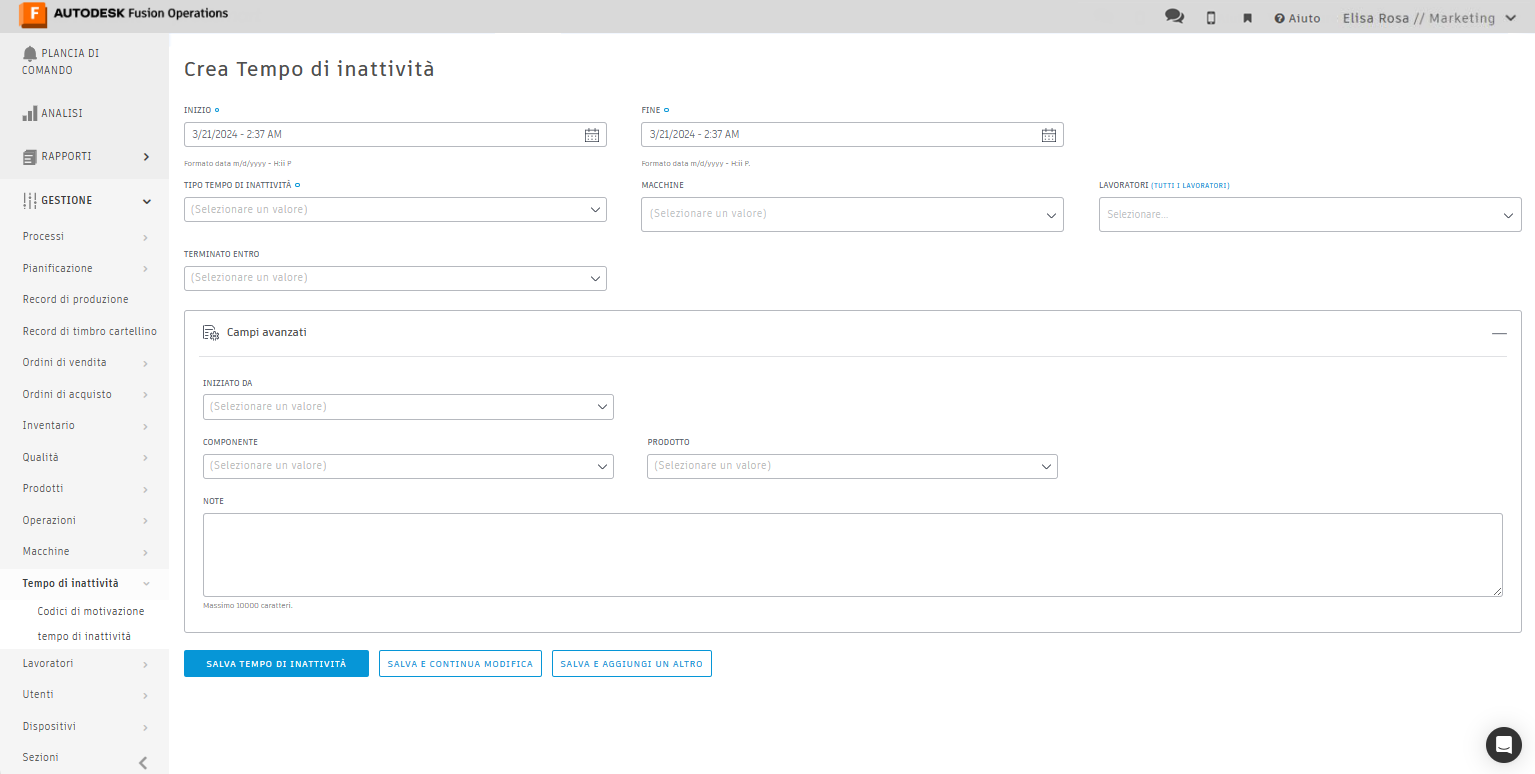 F AUTODESK Fusion Operations
Aiuto
Elisa Rosa // Marketing
PLANCIA DI
COMANDO
ANALISI
RAPPORTI
GESTIONE
Processi
Pianificazione
Record di produzione
Record di timbro cartellino
Ordini di vendita
Ordini di acquisto
Inventario
Qualità
Prodotti
Operazioni
Macchine
Tempo di inattività
Codici di motivazione
tempo di inattività
Lavoratori
Utenti
Dispositivi
Sezioni
Crea Tempo di inattività
INIZIO
3/21/2024 - 2:37 AM
Formato data m/d/yyyy - H:ii P
FINE
3/21/2024 - 2:37 AM
Formato data m/d/yyyy - H:ii P.
TIPO TEMPO DI INATTIVITÀ
(Selezionare un valore)
MACCHINE
(Selezionare un valore)
LAVORATORI (TUTTI I LAVORATORI)
Selezionare...
TERMINATO ENTRO
(Selezionare un valore)
Campi avanzati
INIZIATO DA
(Selezionare un valore)
COMPONENTE
(Selezionare un valore)
PRODOTTO
(Selezionare un valore)
NOTE
Massimo 10000 caratteri.
SALVA TEMPO DI INATTIVITÀ
SALVA E CONTINUA MODIFICA
SALVA E AGGIUNGI UN ALTRO